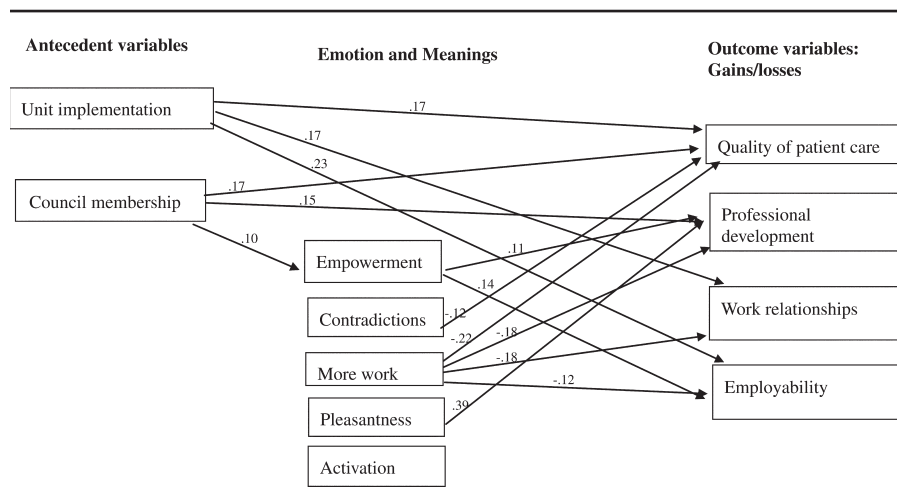 Antecedent variables
Emotion and Meanings
Outcome variables:
Gains/losses
Unit implementation
.17
.17
.23
Quality of patient care
Council membership
.17
.15
Professional
development
.10
Empowerment
.11
.14
Contradictions
-.12
Work relationships
-.22
-.18
More work
-.18
-.12
Employability
Pleasantness
.39
Activation